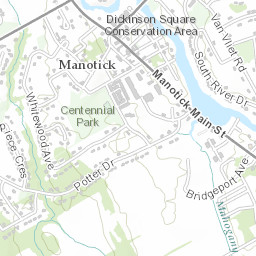 Dickinson Square
Conservation Area
Van Vliet Rd
South River Dr
Manotick
Manotick-Main-St
Centennial
Park
Whitewood Ave
Potter Dr
Bridgeport Ave
Mahogany